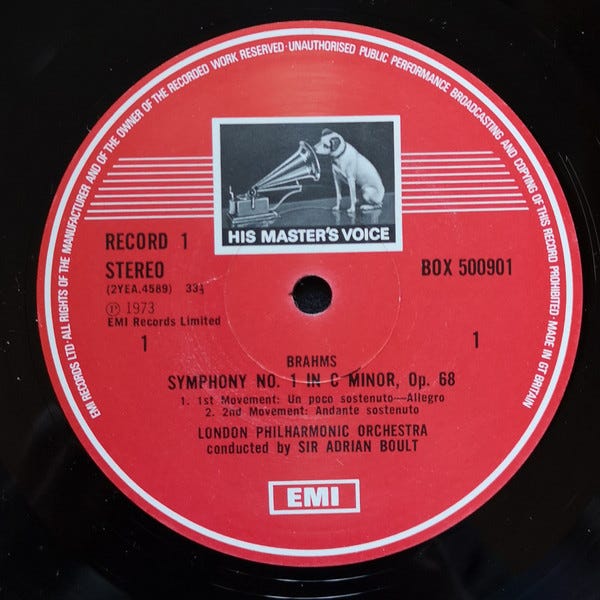 EMI RECORDS LTD · ALL RIGHTS OF THE MANUFACTURER AND OF THE OWNER OF THE RECORDED WORK RESERVED · UNAUTHORISED PUBLIC PERFORMANCE BROADCASTING AND COPYING OF THIS RECORD PROHIBITED · MADE IN GT BRITAIN
HIS MASTER'S VOICE
RECORD 1
STEREO
BOX 500901
(2YEA.4589) 33⅓
℗ 1973
EMI Records Limited
1 1
BRAHMS
SYMPHONY NO. 1 IN C MINOR, Op. 68
1. 1st Movement: Un poco sostenuto—Allegro
2. 2nd Movement: Andante sostenuto
LONDON PHILHARMONIC ORCHESTRA
conducted by SIR ADRIAN BOULT
EMI